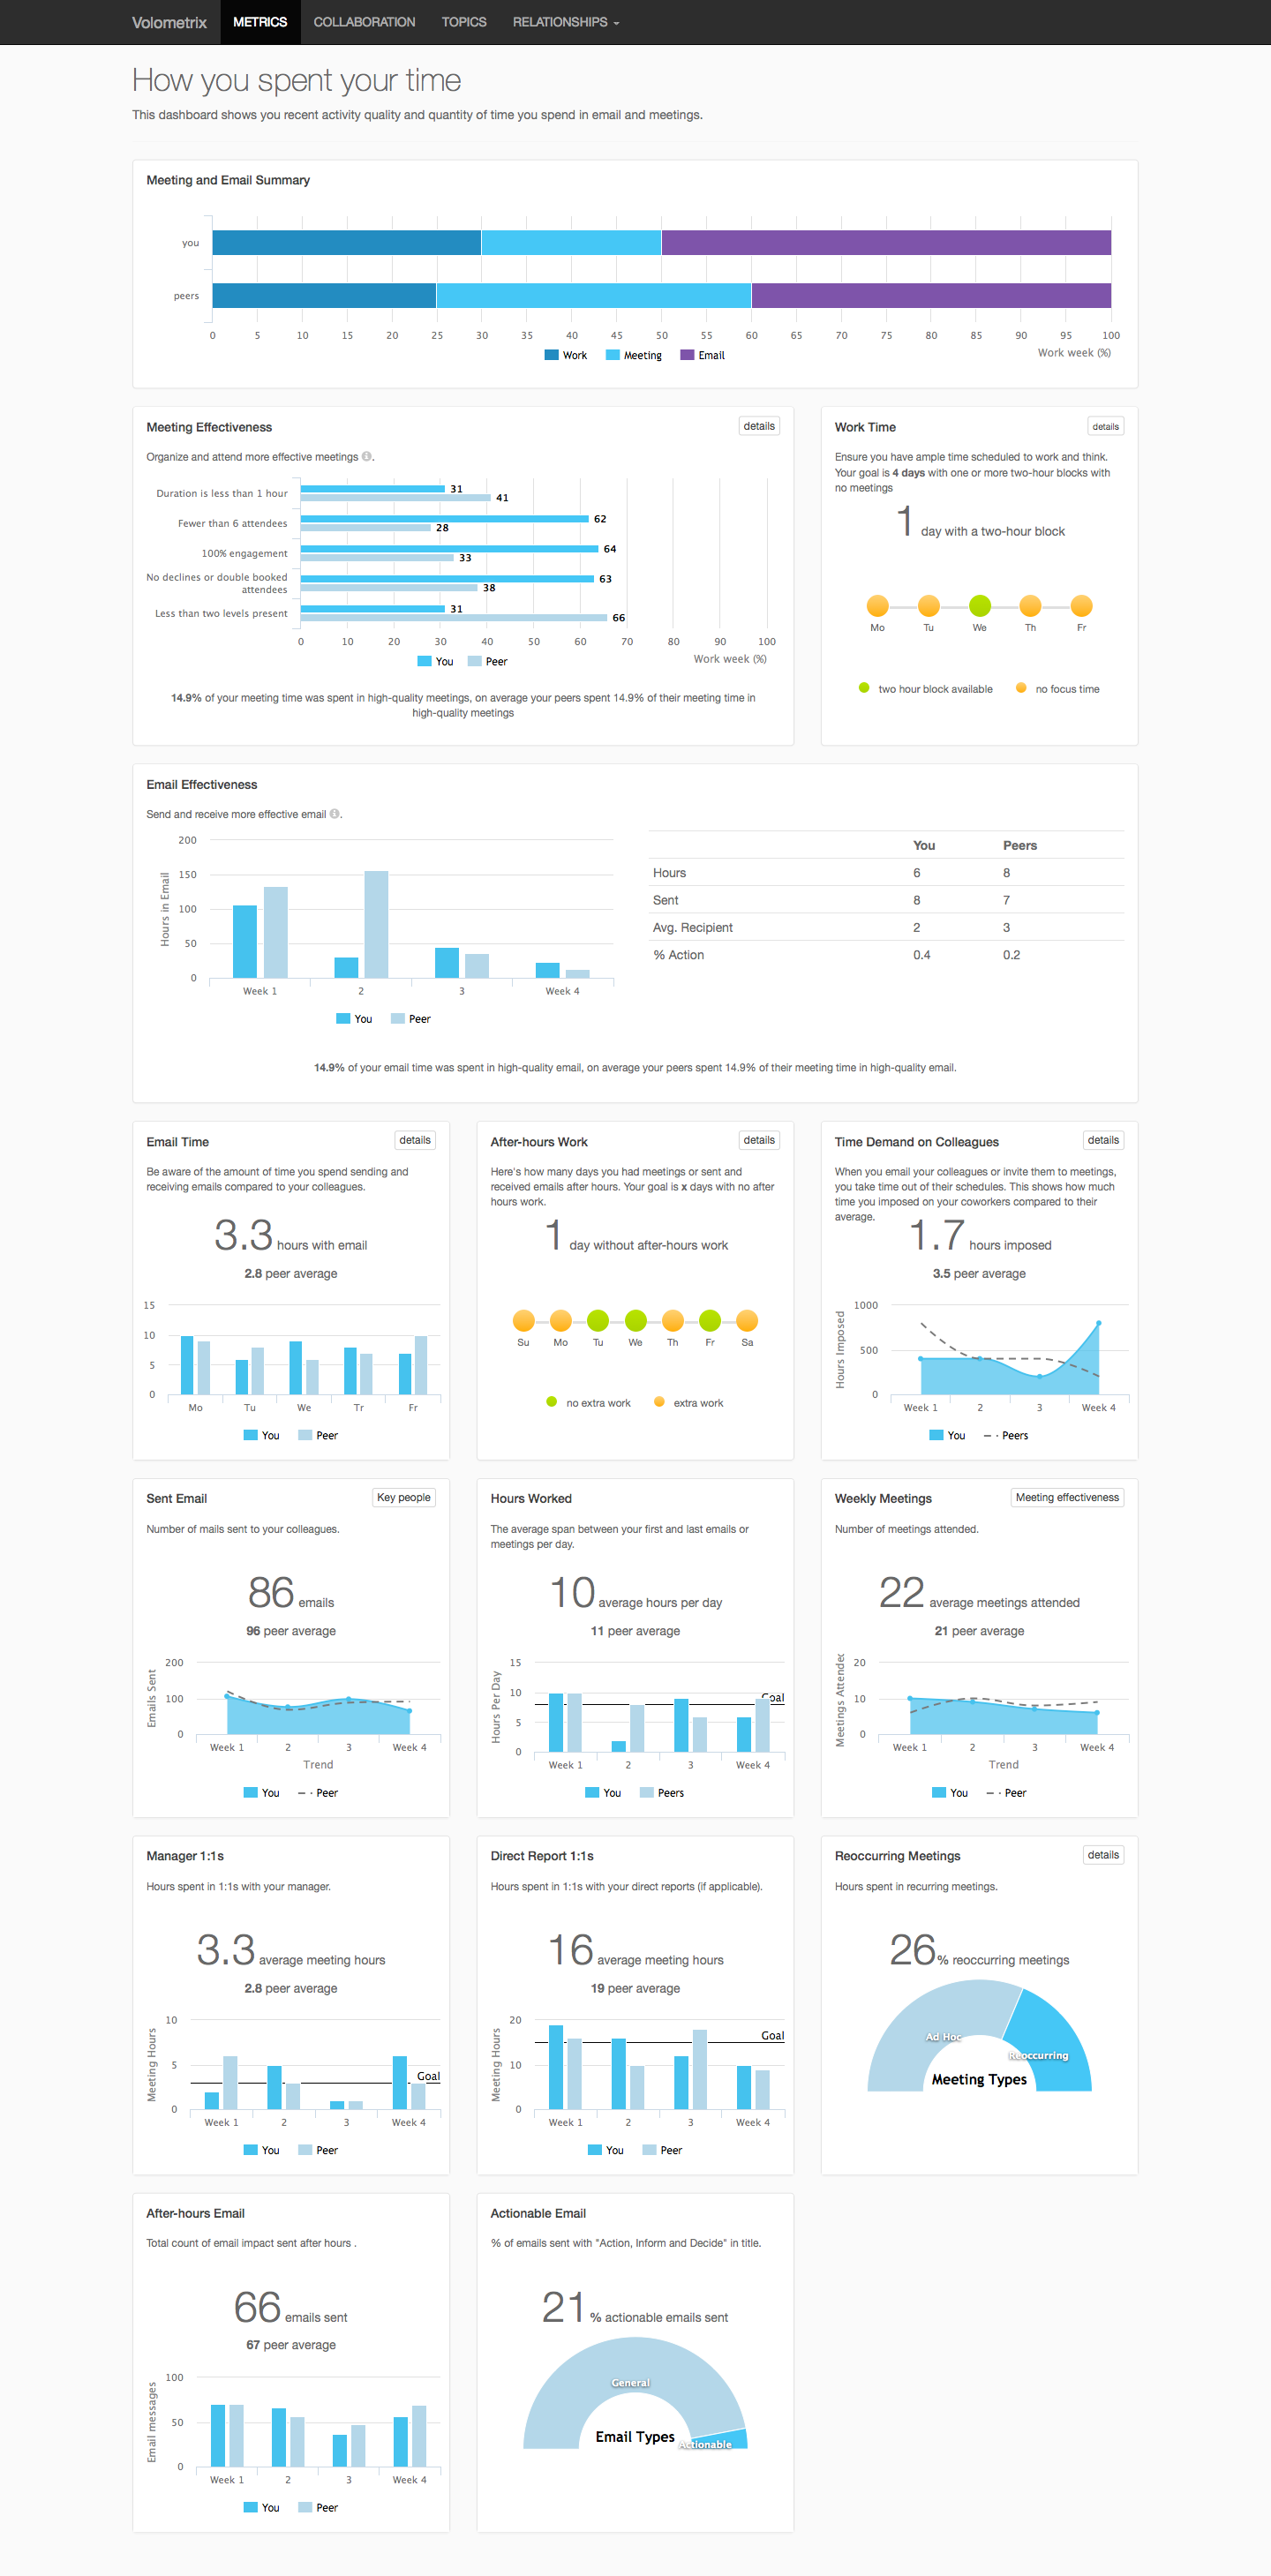 Volometrix METRICS COLLABORATION TOPICS RELATIONSHIPS
How you spent your time
This dashboard shows you recent activity quality and quantity of time you spend in email and meetings.
Meeting and Email Summary
you
peers
0 5 10 15 20 25 30 35 40 45 50 55 60 65 70 75 80 85 90 95 100
Work Meeting Email
Work week (%)
Meeting Effectiveness
details
Organize and attend more effective meetings .
Duration is less than 1 hour 31
41
Fewer than 6 attendees 62
28
100% engagement 64
33
No declines or double booked 63
attendees 38
Less than two levels present 31
66
0 10 20 30 40 50 60 70 80 90 100
You Peer
Work week (%)
14.9% of your meeting time was spent in high-quality meetings, on average your peers spent 14.9% of their meeting time in
high-quality meetings
Work Time
details
Ensure you have ample time scheduled to work and think.
Your goal is 4 days with one or more two-hour blocks with
no meetings
1 day with a two-hour block
Mo Tu We Th Fr
two hour block available no focus time
Email Effectiveness
Send and receive more effective email .
Hours in Email
200
150
100
50
0
Week 1 2 3 Week 4
You Peer
You Peers
Hours 6 8
Sent 8 7
Avg. Recipient 2 3
% Action 0.4 0.2
14.9% of your email time was spent in high-quality email, on average your peers spent 14.9% of their meeting time in high-quality email.
Email Time
details
Be aware of the amount of time you spend sending and
receiving emails compared to your colleagues.
3.3 hours with email
2.8 peer average
15
10
5
0
Mo Tu We Tr Fr
You Peer
After-hours Work
details
Here's how many days you had meetings or sent and
received emails after hours. Your goal is x days with no after
hours work.
1 day without after-hours work
Su Mo Tu We Th Fr Sa
no extra work extra work
Time Demand on Colleagues
details
When you email your colleagues or invite them to meetings,
you take time out of their schedules. This shows how much
time you imposed on your coworkers compared to their
average.
1.7 hours imposed
3.5 peer average
Hours Imposed
1000
500
0
Week 1 2 3 Week 4
You Peers
Sent Email
Key people
Number of mails sent to your colleagues.
86 emails
96 peer average
Emails Sent
200
100
0
Week 1 2 3 Week 4
Trend
You Peer
Hours Worked
The average span between your first and last emails or
meetings per day.
10 average hours per day
11 peer average
Hours Per Day
15
10
5
0
Goal
Week 1 2 3 Week 4
You Peers
Weekly Meetings
Meeting effectiveness
Number of meetings attended.
22 average meetings attended
21 peer average
Meetings Attended
20
10
0
Week 1 2 3 Week 4
Trend
You Peer
Manager 1:1s
Hours spent in 1:1s with your manager.
3.3 average meeting hours
2.8 peer average
Meeting Hours
10
5
0
Goal
Week 1 2 3 Week 4
You Peer
Direct Report 1:1s
Hours spent in 1:1s with your direct reports (if applicable).
16 average meeting hours
19 peer average
Meeting Hours
20
10
0
Goal
Week 1 2 3 Week 4
You Peer
Reoccurring Meetings
details
Hours spent in recurring meetings.
26% reoccurring meetings
Ad Hoc
Reoccurring
Meeting Types
After-hours Email
Total count of email impact sent after hours .
66 emails sent
67 peer average
Email messages
100
50
0
Week 1 2 3 Week 4
You Peer
Actionable Email
% of emails sent with "Action, Inform and Decide" in title.
21 % actionable emails sent
General
Email Types
Actionable